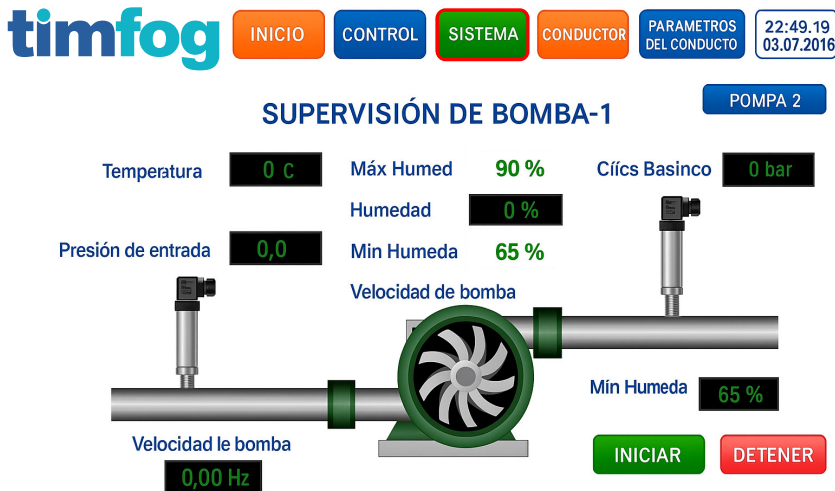 timfog
INICIO
CONTROL
SISTEMA
CONDUCTOR
PARAMETROS
DEL CONDUCTO
22:49.19
03.07.2016
SUPERVISIÓN DE BOMBA-1
POMPA 2
Temperatura 0 C
Máx Humed 90 %
Cíícs Basinco 0 bar
Humedad 0 %
Presión de entrada 0,0
Min Humeda 65 %
Velocidad de bomba
Mín Humeda 65 %
Velocidad le bomba
0,00 Hz
INICIAR
DETENER